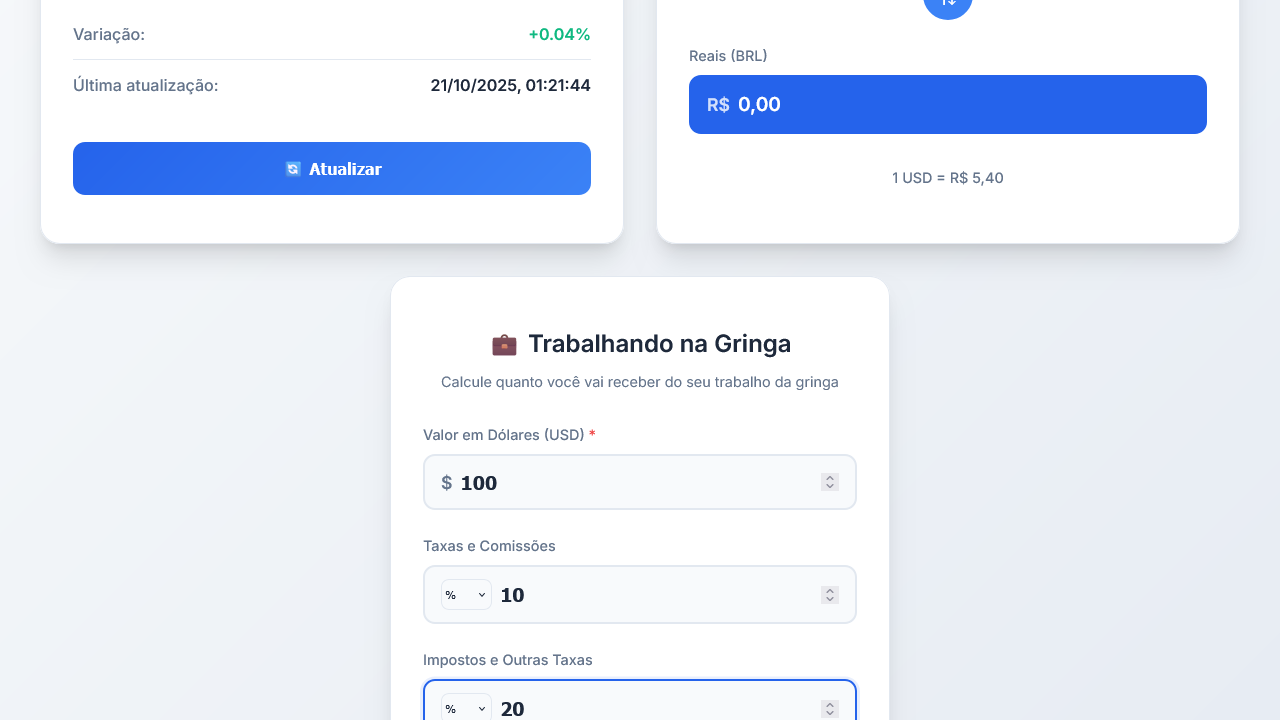 Variação:
+0.04%
Última atualização:
21/10/2025, 01:21:44
Atualizar
Reais (BRL)
R$ 0,00
1 USD = R$ 5,40
Trabalhando na Gringa
Calcule quanto você vai receber do seu trabalho da gringa
Valor em Dólares (USD) *
$ 100
Taxas e Comissões
% 10
Impostos e Outras Taxas
% 20